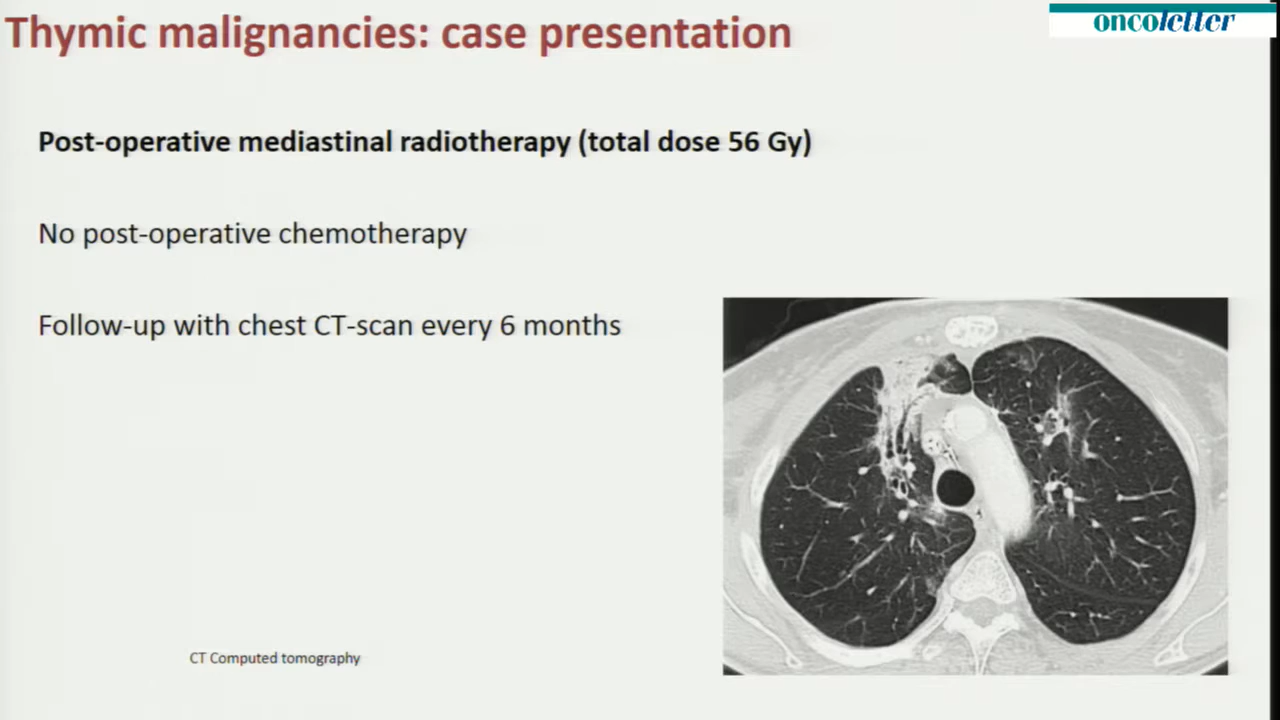 Thymic malignancies: case presentation
oncoletter
Post-operative mediastinal radiotherapy (total dose 56 Gy)
No post-operative chemotherapy
Follow-up with chest CT-scan every 6 months
CT Computed tomography